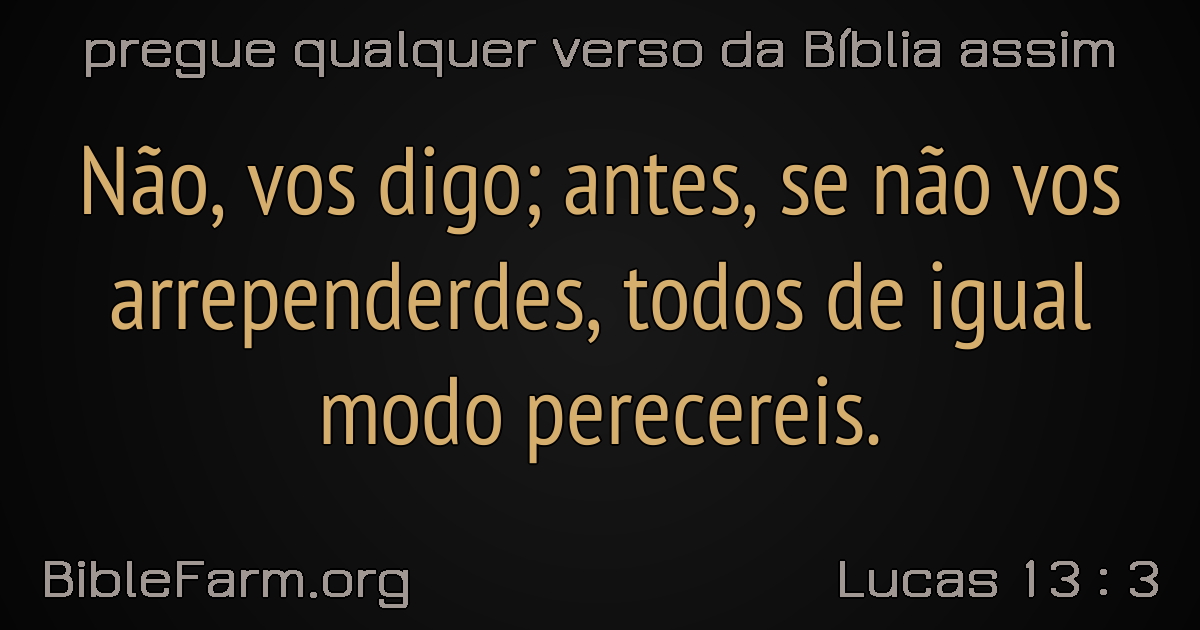 pregue qualquer verso da Bíblia assim
Não, vos digo; antes, se não vos
arrependerdes, todos de igual
modo perecereis.
BibleFarm.org
Lucas 13 : 3